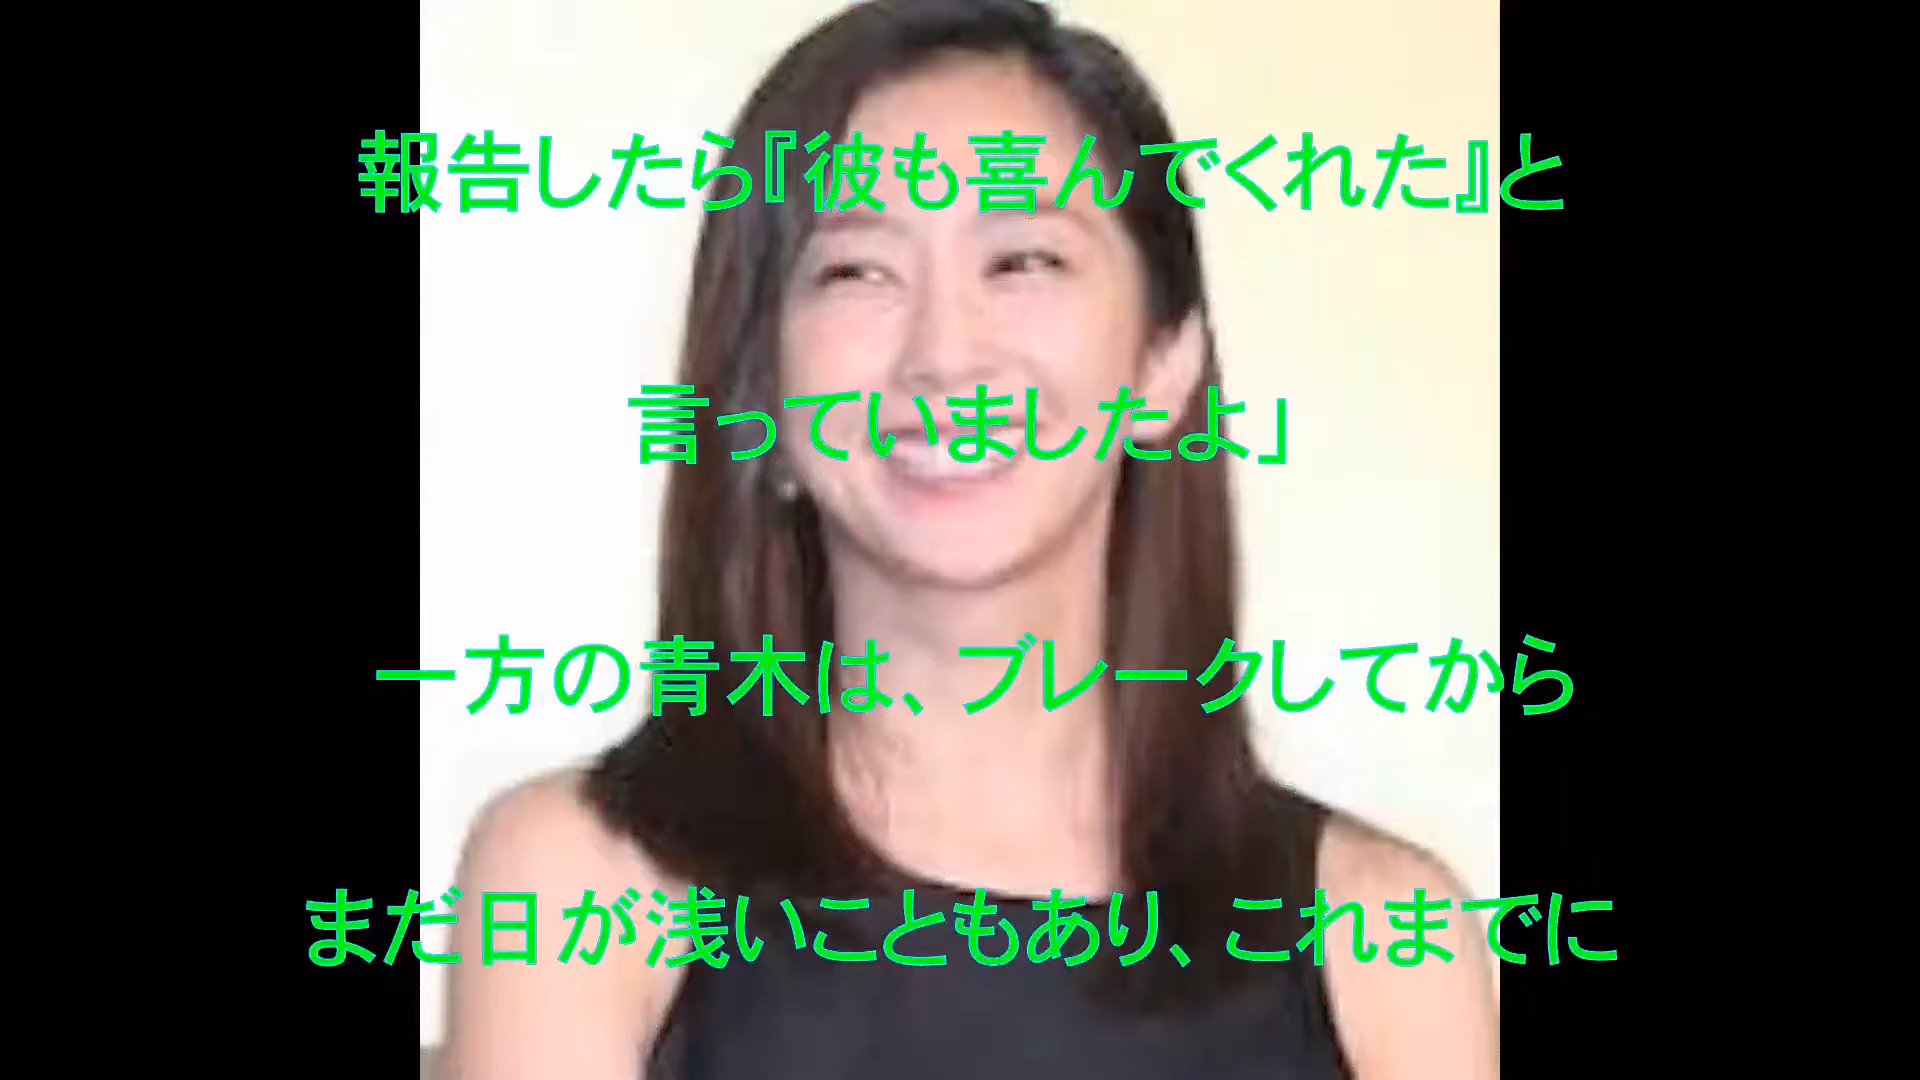 報告したら『彼も喜んでくれた』と
言っていましたよ」
一方の青木は、ブレークしてから
まだ日が浅いこともあり、これまでに